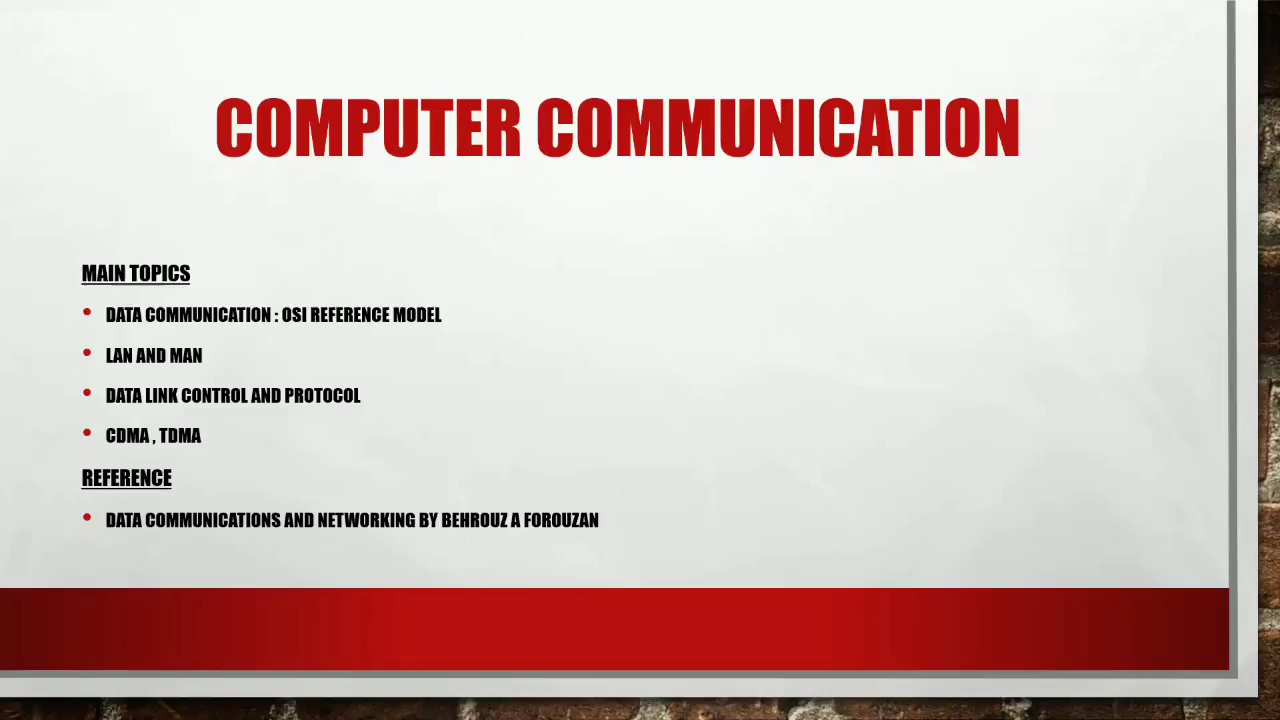 COMPUTER COMMUNICATION
MAIN TOPICS
• DATA COMMUNICATION : OSI REFERENCE MODEL
• LAN AND MAN
• DATA LINK CONTROL AND PROTOCOL
• CDMA , TDMA
REFERENCE
• DATA COMMUNICATIONS AND NETWORKING BY BEHROUZ A FOROUZAN